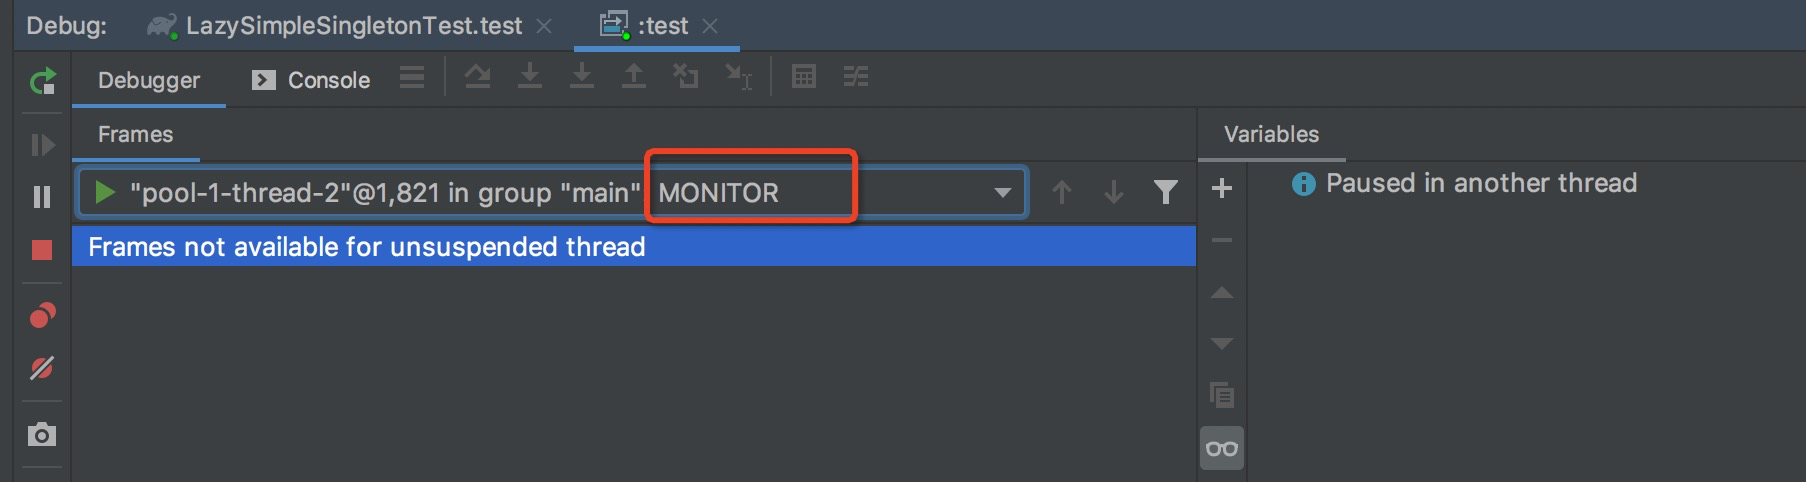 Debug: LazySimpleSingletonTest.test :test
Debugger Console
Frames Variables
"pool-1-thread-2"@1,821 in group "main" MONITOR
Paused in another thread
Frames not available for unsuspended thread